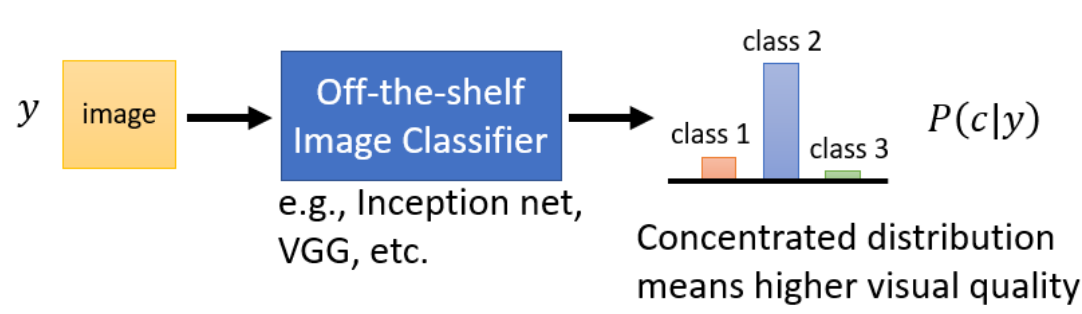 y
image
Off-the-shelf
Image Classifier
e.g., Inception net,
VGG, etc.
class 1
class 2
class 3
P(c|y)
Concentrated distribution
means higher visual quality